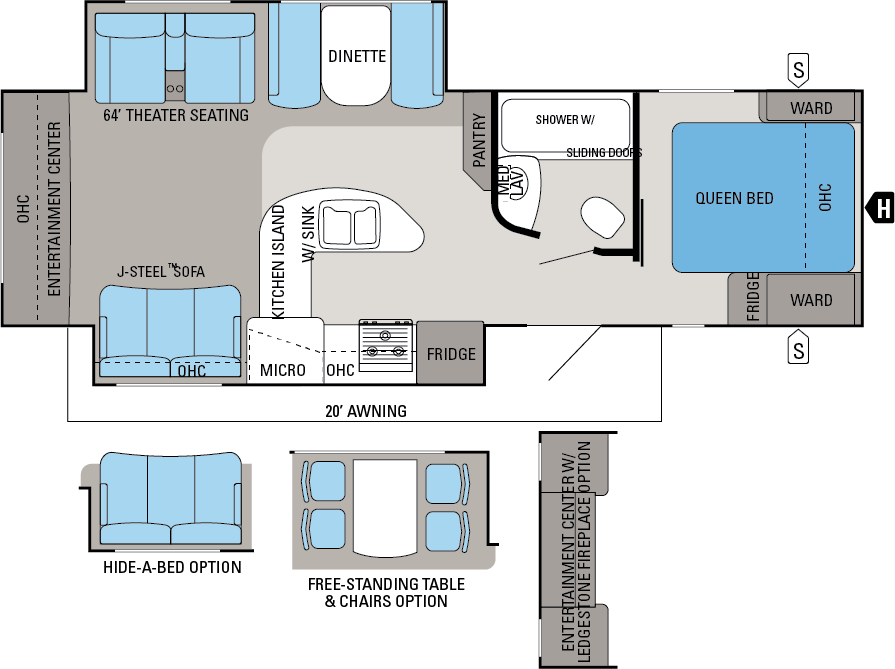 DINETTE
64' THEATER SEATING
S
WARD
SHOWER W/
SLIDING DOORS
PANTRY
MED
LAV
OHC
ENTERTAINMENT CENTER
QUEEN BED
OHC
H
KITCHEN ISLAND
W/ SINK
J-STEEL™SOFA
FRIDGE
WARD
OHC
MICRO
OHC
FRIDGE
S
20' AWNING
HIDE-A-BED OPTION
FREE-STANDING TABLE
& CHAIRS OPTION
ENTERTAINMENT CENTER W/
LEDGESTONE FIREPLACE OPTION